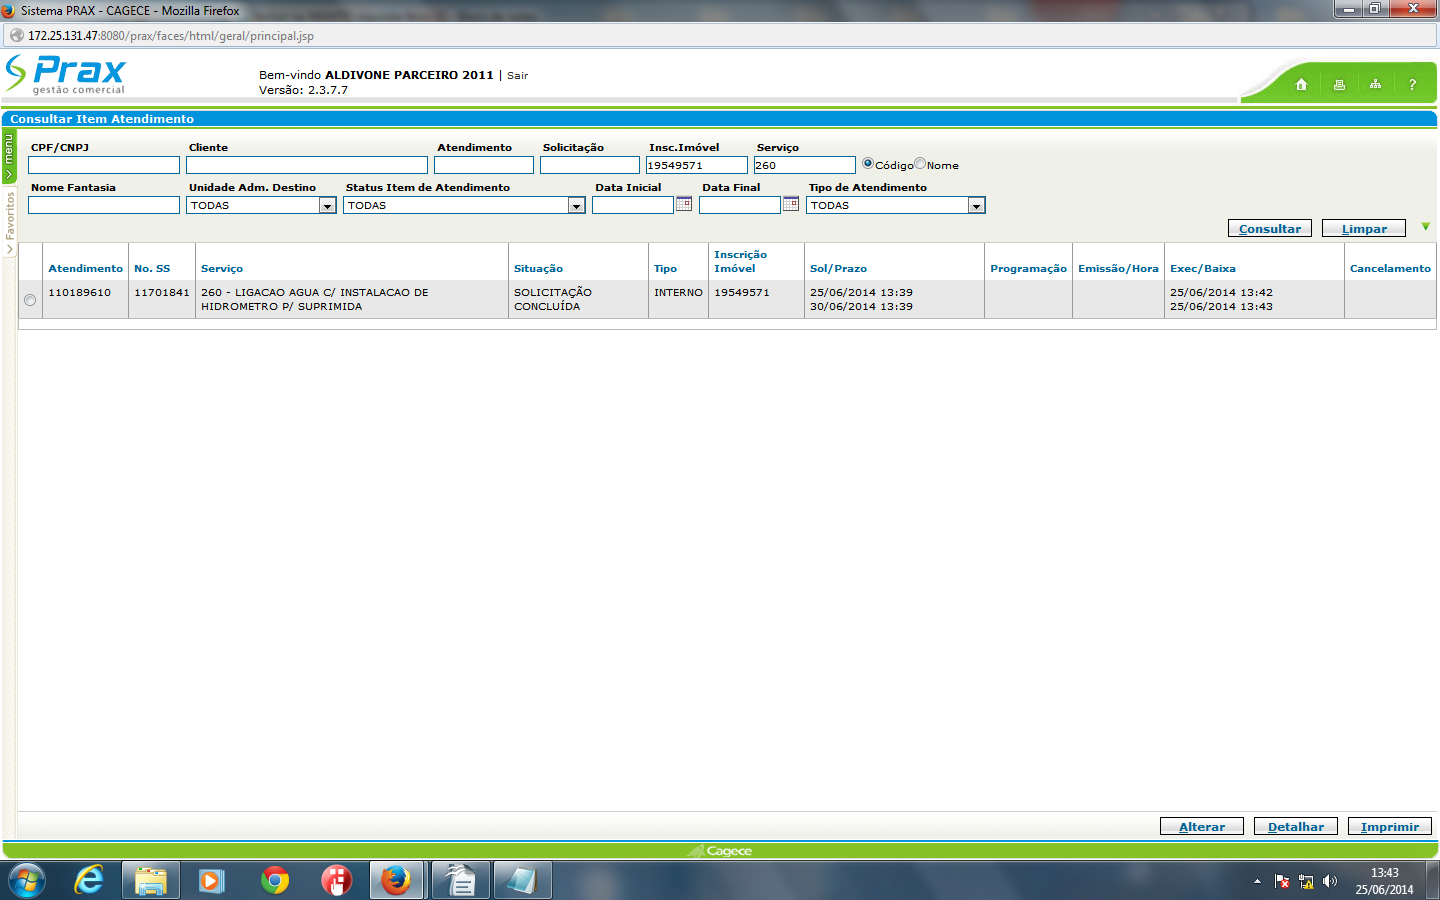 Sistema PRAX - CAGECE - Mozilla Firefox
172.25.131.47:8080/prax/faces/html/geral/principal.jsp
Prax
gestão comercial
Bem-vindo ALDIVONE PARCEIRO 2011 | Sair
Versão: 2.3.7.7
?
Consultar Item Atendimento
menu
Favoritos
CPF/CNPJ Cliente Atendimento Solicitação Insc.Imóvel Serviço
19549571 260 Código Nome
Nome Fantasia Unidade Adm. Destino Status Item de Atendimento Data Inicial Data Final Tipo de Atendimento
TODAS TODAS TODAS
Consultar Limpar
Atendimento No. SS Serviço Situação Tipo Inscrição Imóvel Sol/Prazo Programação Emissão/Hora Exec/Baixa Cancelamento
110189610 11701841 260 - LIGACAO AGUA C/ INSTALACAO DE SOLICITAÇÃO INTERNO 19549571 25/06/2014 13:39 25/06/2014 13:42
HIDROMETRO P/ SUPRIMIDA CONCLUÍDA 30/06/2014 13:39 25/06/2014 13:43
Alterar Detalhar Imprimir
Cagece
13:43
25/06/2014